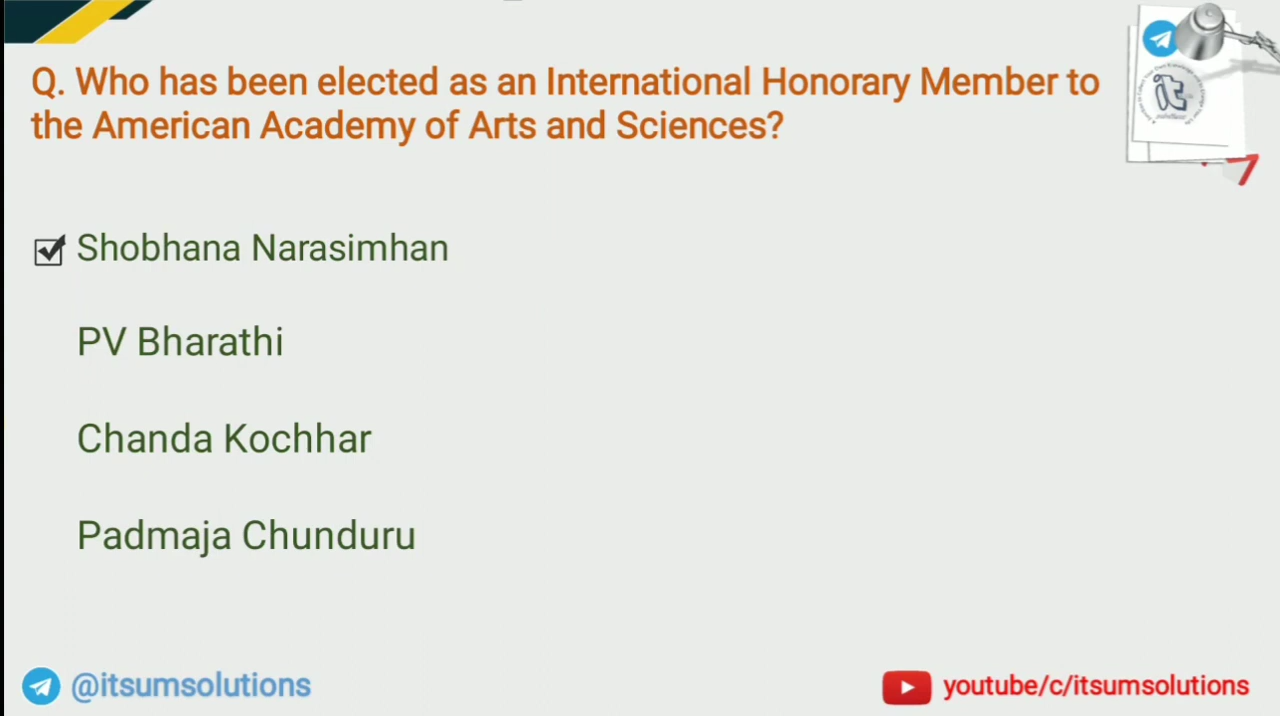 Q. Who has been elected as an International Honorary Member to
the American Academy of Arts and Sciences?
Shobhana Narasimhan
PV Bharathi
Chanda Kochhar
Padmaja Chunduru
@itsumsolutions
youtube/c/itsumsolutions